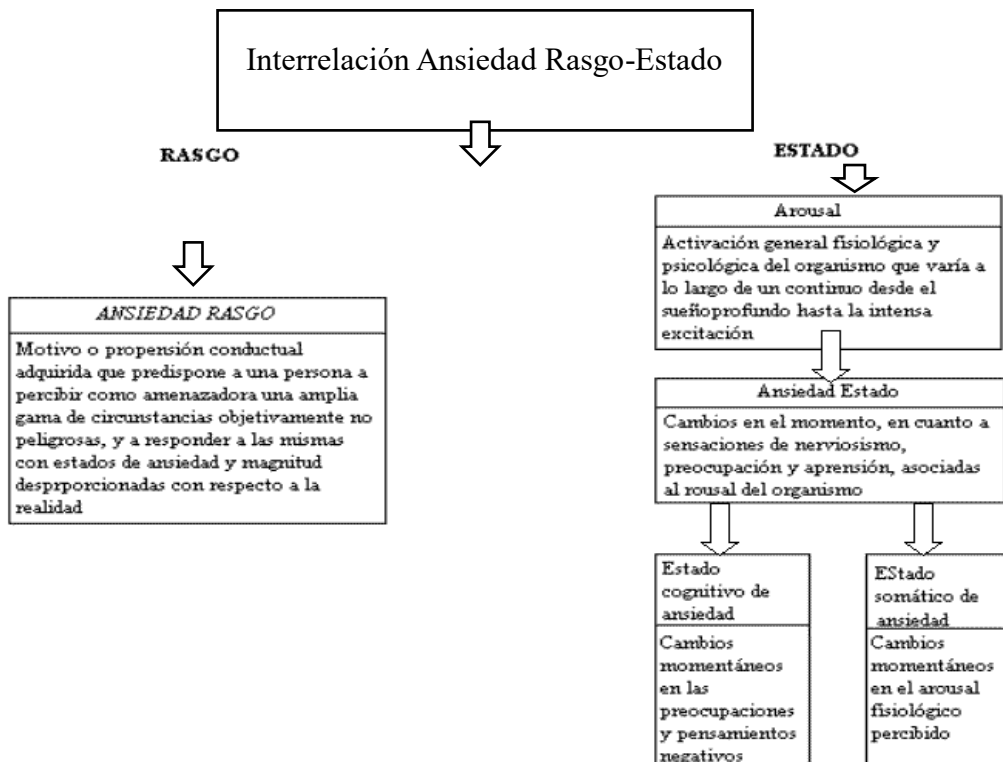 Interrelación Ansiedad Rasgo-Estado
RASGO
ANSIEDAD RASGO
Motivo o propensión conductual
adquirida que predispone a una persona a
percibir como amenazadora una amplia
gama de circunstancias objetivamente no
peligrosas, y a responder a las mismas
con estados de ansiedad y magnitud
desprporcionadas con respecto a la
realidad
ESTADO
Arousal
Activación general fisiológica y
psicológica del organismo que varía a
lo largo de un continuo desde el
sueñoprofundo hasta la intensa
excitación
Ansiedad Estado
Cambios en el momento, en cuanto a
sensaciones de nerviosismo,
preocupación y aprensión, asociadas
al rousal del organismo
Estado
cognitivo de
ansiedad
Cambios
momentáneos
en las
preocupaciones
y pensamientos
negativos
EStado
somático de
ansiedad
Cambios
momentáneos
en el arousal
fisiológico
percibido